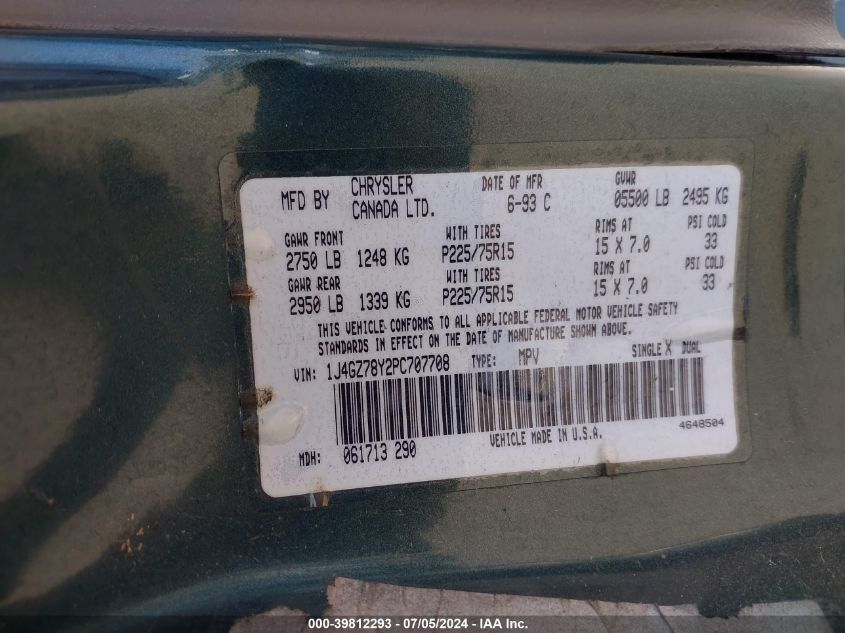 MFD BY CHRYSLER CANADA LTD. DATE OF MFR 6-93 C GVWR 05500 LB 2495 KG
GAWR FRONT WITH TIRES RIMS AT PSI COLD
2750 LB 1248 KG P225/75R15 15 X 7.0 33
GAWR REAR WITH TIRES RIMS AT PSI COLD
2950 LB 1339 KG P225/75R15 15 X 7.0 33
THIS VEHICLE CONFORMS TO ALL APPLICABLE FEDERAL MOTOR VEHICLE SAFETY
STANDARDS IN EFFECT ON THE DATE OF MANUFACTURE SHOWN ABOVE.
VIN: 1J4GZ78Y2PC707708 TYPE: MPV SINGLE X DUAL
MDH: 061713 290 VEHICLE MADE IN U.S.A. 4648504
000-39812293 - 07/05/2024 - IAA Inc.